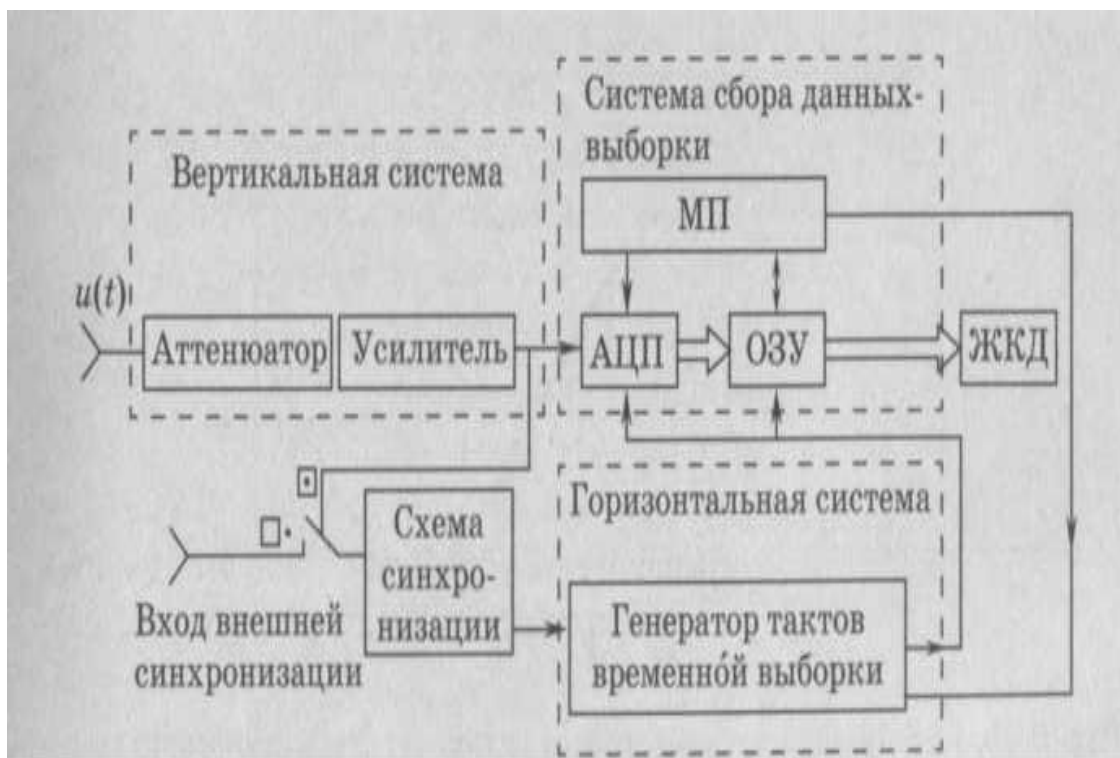 Система сбора данных-
выборки
Вертикальная система
МП
u(t)
Аттенюатор
Усилитель
АЦП
ОЗУ
ЖКД
Горизонтальная система
Схема
синхро-
низации
Вход внешней
синхронизации
Генератор тактов
временно́й выборки